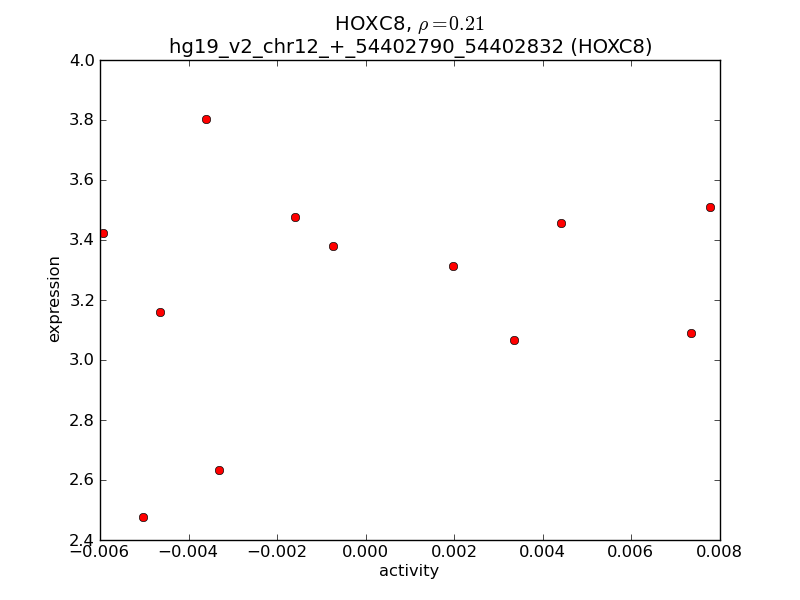 HOXC8, ρ=0.21
hg19_v2_chr12_+_54402790_54402832 (HOXC8)
4.0
3.8
3.6
3.4
3.2
3.0
2.8
2.6
2.4
expression
−0.006 −0.004 −0.002 0.000 0.002 0.004 0.006 0.008
activity